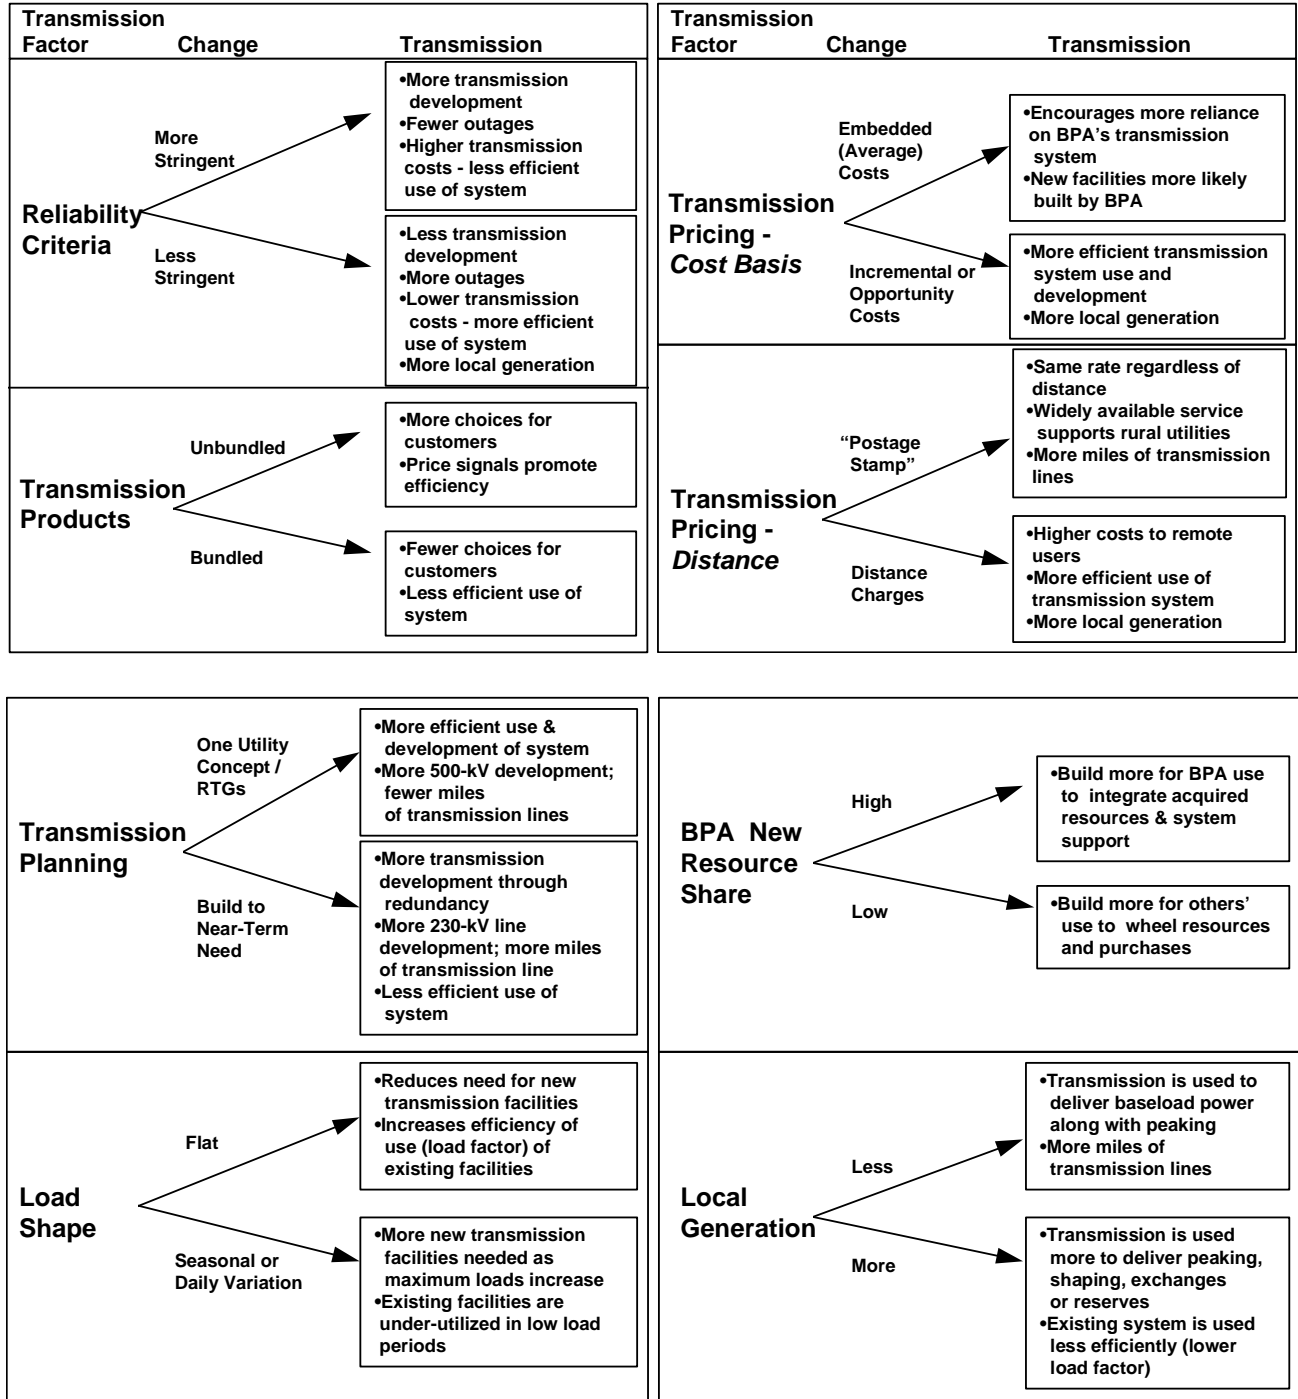 Transmission
Factor Change Transmission
Reliability
Criteria
More
Stringent
•More transmission
development
•Fewer outages
•Higher transmission
costs - less efficient
use of system
Less
Stringent
•Less transmission
development
•More outages
•Lower transmission
costs - more efficient
use of system
•More local generation
Transmission
Products
Unbundled
•More choices for
customers
•Price signals promote
efficiency
Bundled
•Fewer choices for
customers
•Less efficient use of
system
Transmission
Factor Change Transmission
Transmission
Pricing -
Cost Basis
Embedded
(Average)
Costs
•Encourages more reliance
on BPA’s transmission
system
•New facilities more likely
built by BPA
Incremental or
Opportunity
Costs
•More efficient transmission
system use and
development
•More local generation
Transmission
Pricing -
Distance
“Postage
Stamp”
•Same rate regardless of
distance
•Widely available service
supports rural utilities
•More miles of transmission
lines
Distance
Charges
•Higher costs to remote
users
•More efficient use of
transmission system
•More local generation
Transmission
Planning
One Utility
Concept /
RTGs
•More efficient use &
development of system
•More 500-kV development;
fewer miles
of transmission lines
Build to
Near-Term
Need
•More transmission
development through
redundancy
•More 230-kV line
development; more miles
of transmission line
•Less efficient use of
system
Load
Shape
Flat
•Reduces need for new
transmission facilities
•Increases efficiency of
use (load factor) of
existing facilities
Seasonal or
Daily Variation
•More new transmission
facilities needed as
maximum loads increase
•Existing facilities are
under-utilized in low load
periods
BPA New
Resource
Share
High
•Build more for BPA use
to integrate acquired
resources & system
support
Low
•Build more for others’
use to wheel resources
and purchases
Local
Generation
Less
•Transmission is used to
deliver baseload power
along with peaking
•More miles of
transmission lines
More
•Transmission is used
more to deliver peaking,
shaping, exchanges
or reserves
•Existing system is used
less efficiently (lower
load factor)